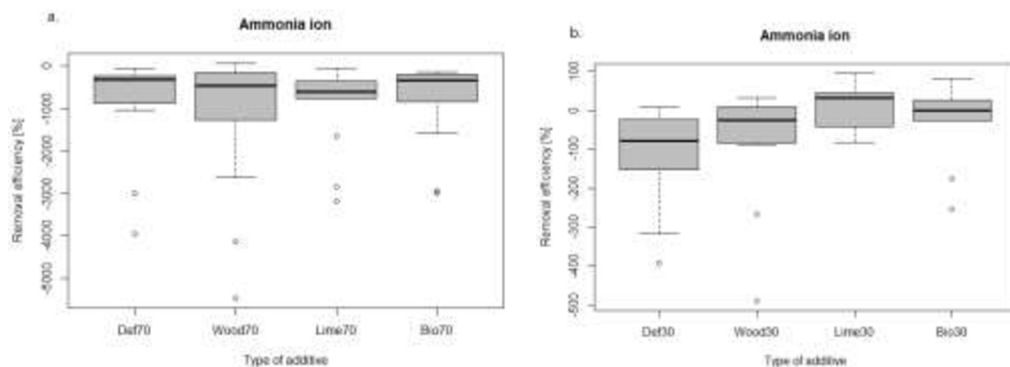 a.
Ammonia ion
Removal efficiency [%]
0
-1000
-2000
-3000
-4000
-5000
Def70
Wood70
Lime70
Bio70
Type of additive
b.
Ammonia ion
Removal efficiency [%]
100
0
-100
-200
-300
-400
-500
Def30
Wood30
Lime30
Bio30
Type of additive